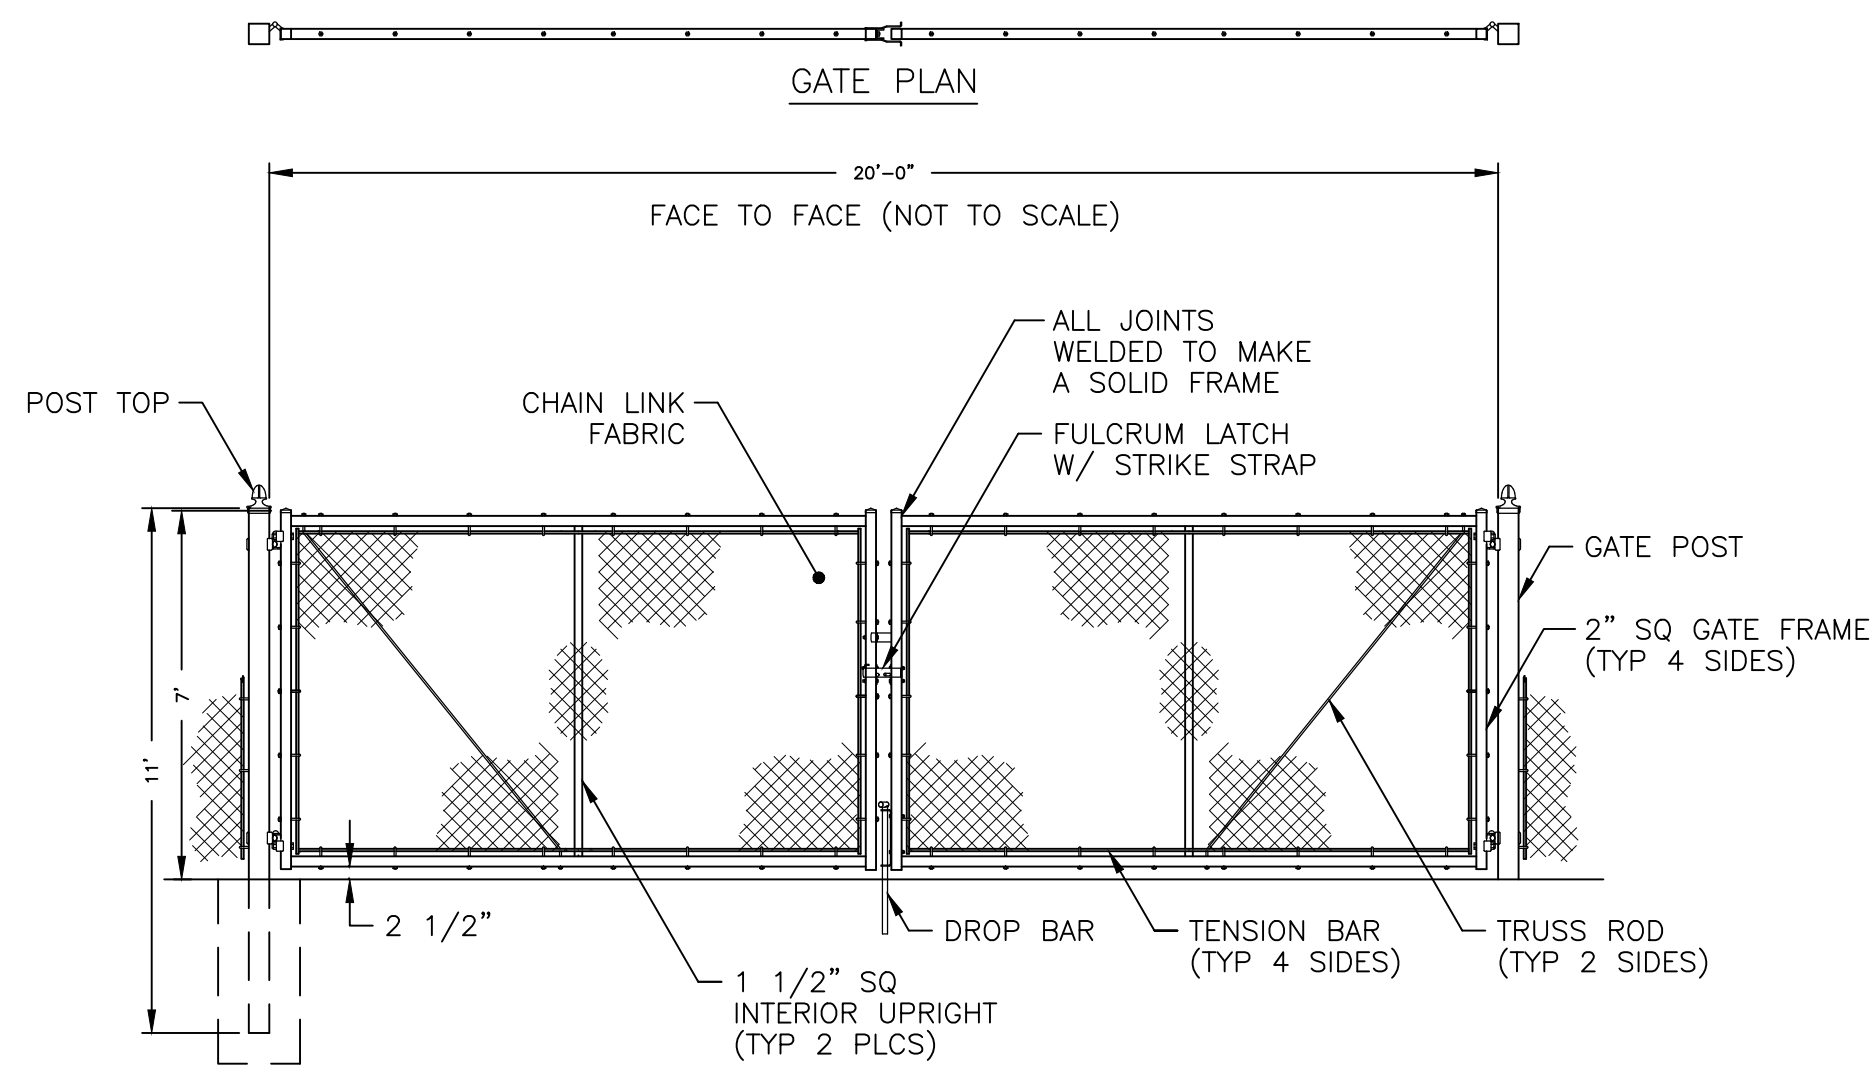 GATE PLAN
20'-0"
FACE TO FACE (NOT TO SCALE)
ALL JOINTS
WELDED TO MAKE
A SOLID FRAME
POST TOP
CHAIN LINK
FABRIC
FULCRUM LATCH
W/ STRIKE STRAP
GATE POST
2" SQ GATE FRAME
(TYP 4 SIDES)
7'
11'
2 1/2"
DROP BAR
TENSION BAR
(TYP 4 SIDES)
TRUSS ROD
(TYP 2 SIDES)
1 1/2" SQ
INTERIOR UPRIGHT
(TYP 2 PLCS)